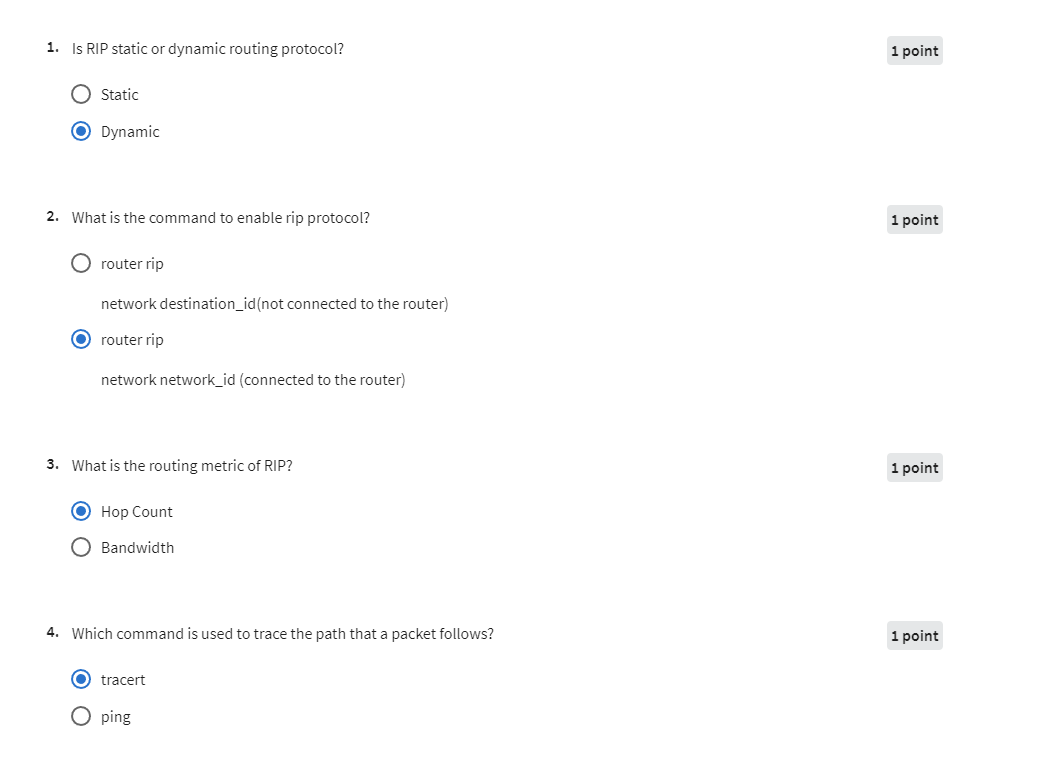 1. Is RIP static or dynamic routing protocol? 1 point
Static
Dynamic
2. What is the command to enable rip protocol? 1 point
router rip
network destination_id(not connected to the router)
router rip
network network_id (connected to the router)
3. What is the routing metric of RIP? 1 point
Hop Count
Bandwidth
4. Which command is used to trace the path that a packet follows? 1 point
tracert
ping